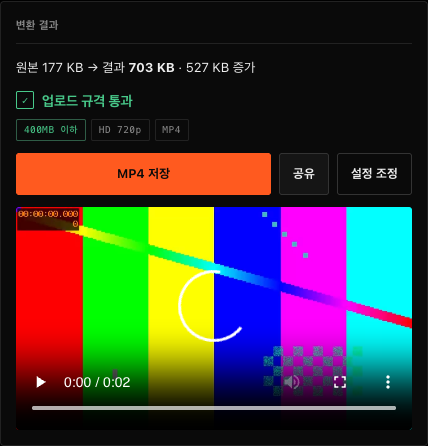 변환 결과
원본 177 KB → 결과 703 KB · 527 KB 증가
✓ 업로드 규격 통과
400MB 이하 HD 720p MP4
MP4 저장 공유 설정 조정
00:00:00.000
0
0:00 / 0:02